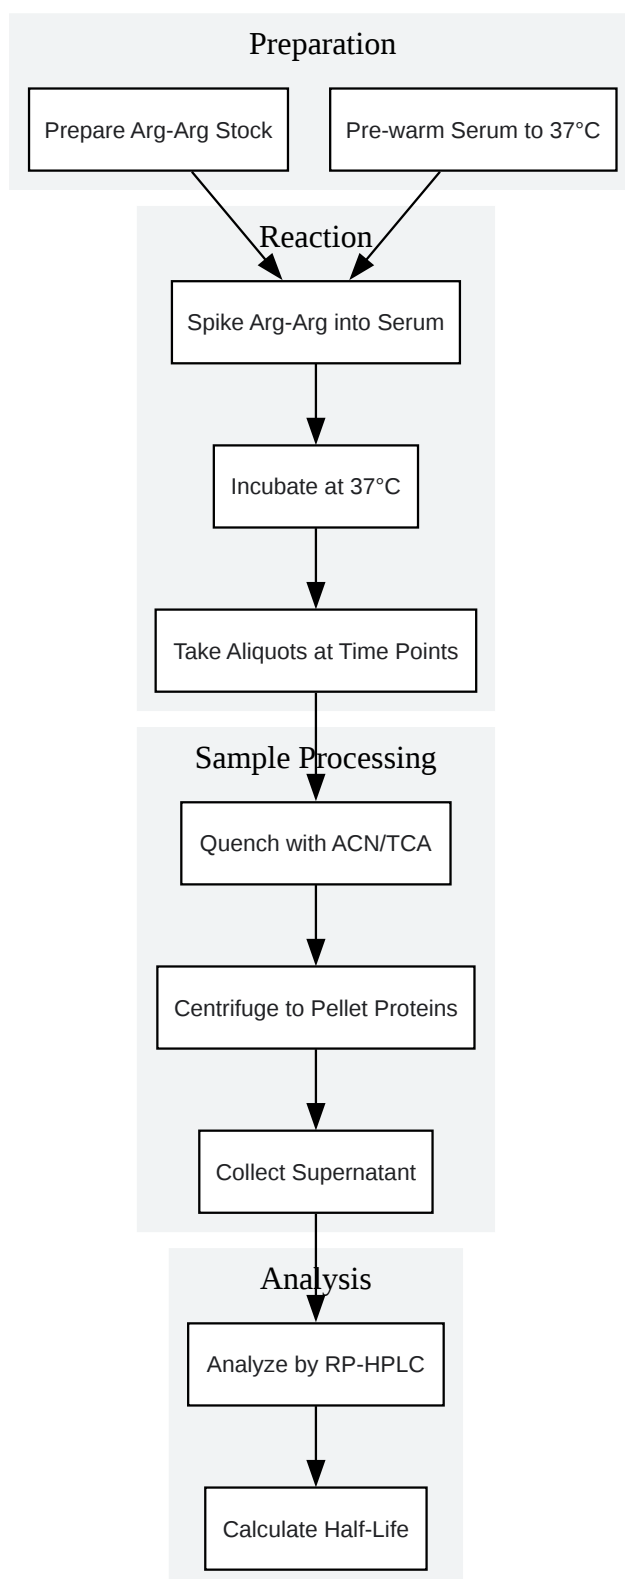 Preparation
Prepare Arg-Arg Stock
Pre-warm Serum to 37°C
Reaction
Spike Arg-Arg into Serum
Incubate at 37°C
Take Aliquots at Time Points
Sample Processing
Quench with ACN/TCA
Centrifuge to Pellet Proteins
Collect Supernatant
Analysis
Analyze by RP-HPLC
Calculate Half-Life